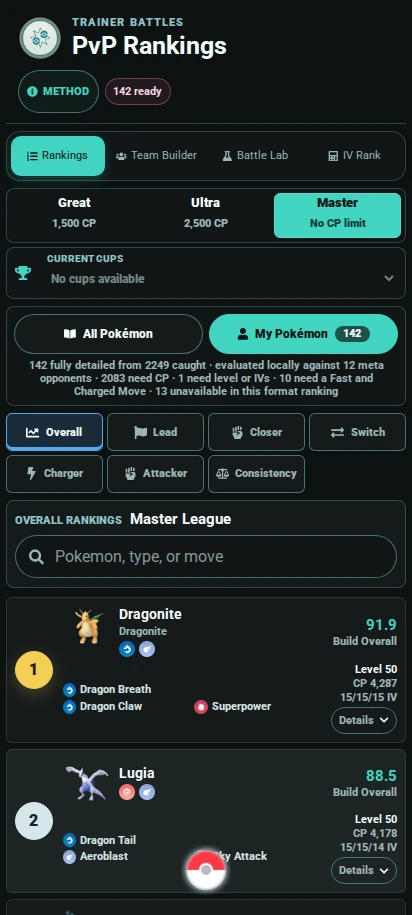 TRAINER BATTLES
PvP Rankings
METHOD
142 ready
Rankings
Team Builder
Battle Lab
IV Rank
Great
1,500 CP
Ultra
2,500 CP
Master
No CP limit
CURRENT CUPS
No cups available
All Pokémon
My Pokémon 142
142 fully detailed from 2249 caught · evaluated locally against 12 meta
opponents · 2083 need CP · 1 need level or IVs · 10 need a Fast and
Charged Move · 13 unavailable in this format ranking
Overall
Lead
Closer
Switch
Charger
Attacker
Consistency
OVERALL RANKINGS Master League
Pokemon, type, or move
1
Dragonite
Dragonite
Dragon Breath
Dragon Claw
Superpower
91.9
Build Overall
Level 50
CP 4,287
15/15/15 IV
Details
2
Lugia
Dragon Tail
Aeroblast
Attack
88.5
Build Overall
Level 50
CP 4,178
15/15/14 IV
Details